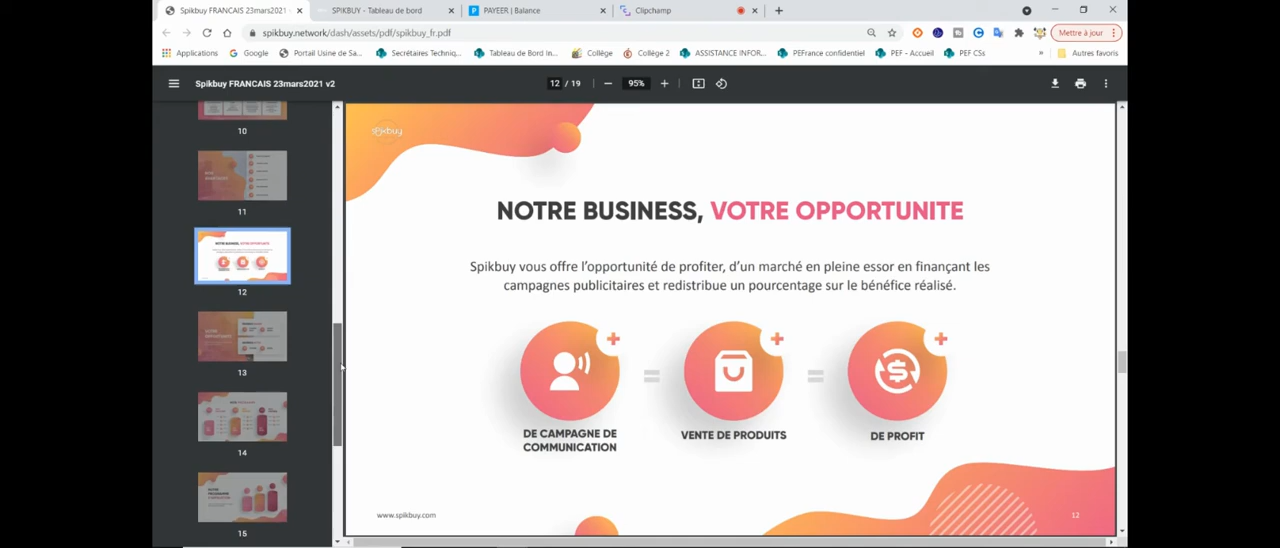 Spikbuy FRANCAIS 23mars2021
SPIKBUY - Tableau de bord
PAYEER | Balance
Clipchamp
spikbuy.network/dash/assets/pdf/spikbuy_fr.pdf
Mettre à jour
Applications
Google
Portail Usine de Sa...
Secrétaires Techniq...
Tableau de Bord In...
Collège
Collège 2
ASSISTANCE INFOR...
PEFrance confidentiel
PEF - Accueil
PEF CSs
»
Autres favoris
Spikbuy FRANCAIS 23mars2021 v2
12 / 19
95%
10
11
NOTRE BUSINESS, VOTRE OPPORTUNITE
12
13
14
15
spikbuy
NOTRE BUSINESS, VOTRE OPPORTUNITE
Spikbuy vous offre l'opportunité de profiter, d'un marché en pleine essor en finançant les
campagnes publicitaires et redistribue un pourcentage sur le bénéfice réalisé.
+ = + = +
DE CAMPAGNE DE
COMMUNICATION
VENTE DE PRODUITS
DE PROFIT
www.spikbuy.com
12